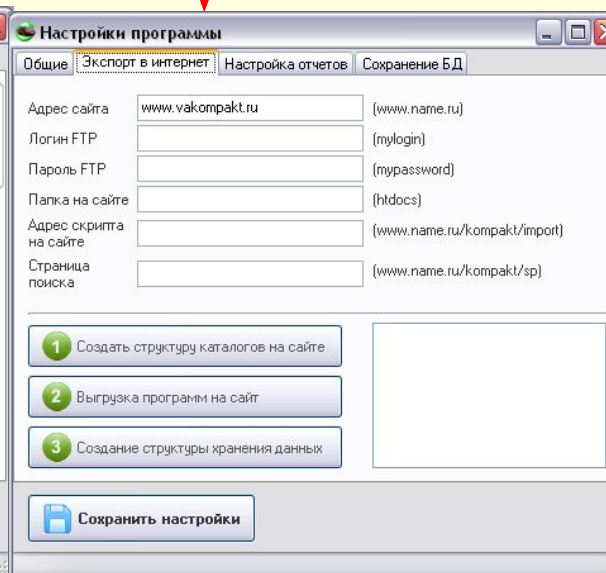 Настройки программы
Общие Экспорт в интернет Настройка отчетов Сохранение БД
Адрес сайта www.vakompakt.ru (www.name.ru)
Логин FTP (mylogin)
Пароль FTP (mypassword)
Папка на сайте (htdocs)
Адрес скрипта
на сайте (www.name.ru/kompakt/import)
Страница
поиска (www.name.ru/kompakt/sp)
1 Создать структуру каталогов на сайте
2 Выгрузка программ на сайт
3 Создание структуры хранения данных
Сохранить настройки